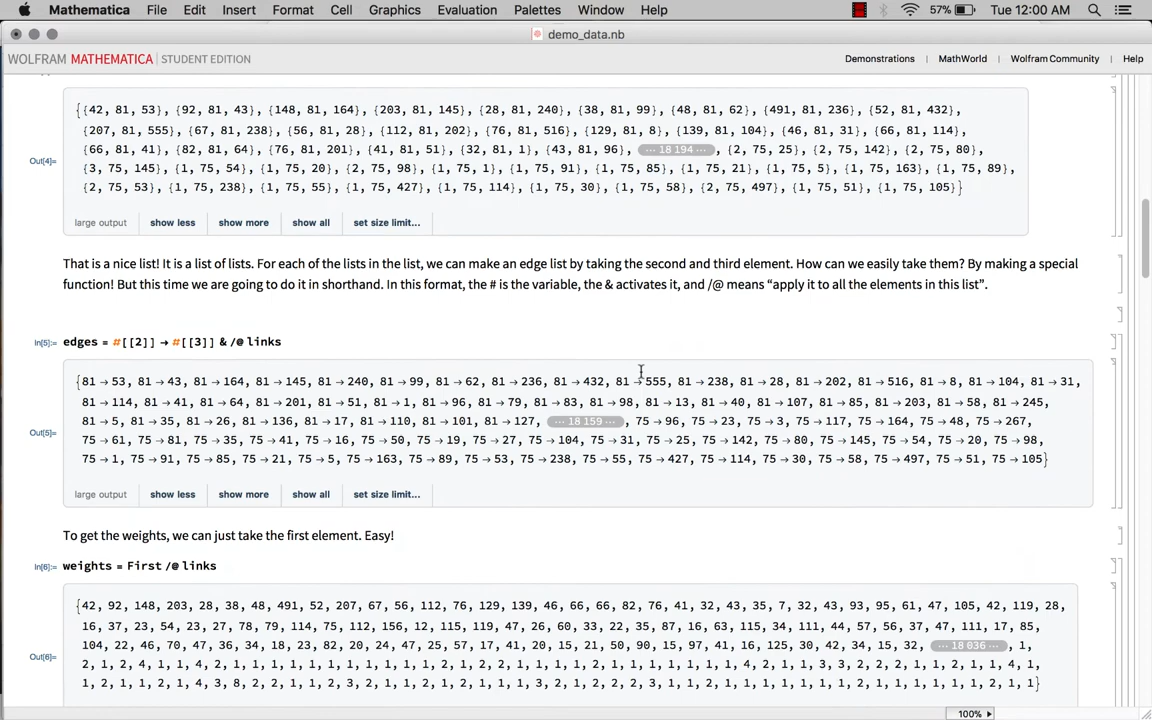 Mathematica File Edit Insert Format Cell Graphics Evaluation Palettes Window Help 57% Tue 12:00 AM
demo_data.nb
WOLFRAM MATHEMATICA | STUDENT EDITION Demonstrations | MathWorld | Wolfram Community | Help
{{42, 81, 53}, {92, 81, 43}, {148, 81, 164}, {203, 81, 145}, {28, 81, 240}, {38, 81, 99}, {48, 81, 62}, {491, 81, 236}, {52, 81, 432},
{207, 81, 555}, {67, 81, 238}, {56, 81, 28}, {112, 81, 202}, {76, 81, 516}, {129, 81, 8}, {139, 81, 104}, {46, 81, 31}, {66, 81, 114},
{66, 81, 41}, {82, 81, 64}, {76, 81, 201}, {41, 81, 51}, {32, 81, 1}, {43, 81, 96}, ⋯ 18 194 ⋯, {2, 75, 25}, {2, 75, 142}, {2, 75, 80},
Out[4]= {3, 75, 145}, {1, 75, 54}, {1, 75, 20}, {2, 75, 98}, {1, 75, 1}, {1, 75, 91}, {1, 75, 85}, {1, 75, 21}, {1, 75, 5}, {1, 75, 163}, {1, 75, 89},
{2, 75, 53}, {1, 75, 238}, {1, 75, 55}, {1, 75, 427}, {1, 75, 114}, {1, 75, 30}, {1, 75, 58}, {2, 75, 497}, {1, 75, 51}, {1, 75, 105}}
large output show less show more show all set size limit...
That is a nice list! It is a list of lists. For each of the lists in the list, we can make an edge list by taking the second and third element. How can we easily take them? By making a special
function! But this time we are going to do it in shorthand. In this format, the # is the variable, the & activates it, and /@ means “apply it to all the elements in this list”.
In[5]:= edges = #[[2]] → #[[3]] & /@ links
{81 → 53, 81 → 43, 81 → 164, 81 → 145, 81 → 240, 81 → 99, 81 → 62, 81 → 236, 81 → 432, 81 → 555, 81 → 238, 81 → 28, 81 → 202, 81 → 516, 81 → 8, 81 → 104, 81 → 31,
81 → 114, 81 → 41, 81 → 64, 81 → 201, 81 → 51, 81 → 1, 81 → 96, 81 → 79, 81 → 83, 81 → 98, 81 → 13, 81 → 40, 81 → 107, 81 → 85, 81 → 203, 81 → 58, 81 → 245,
81 → 5, 81 → 35, 81 → 26, 81 → 136, 81 → 17, 81 → 110, 81 → 101, 81 → 127, ⋯ 18 159 ⋯, 75 → 96, 75 → 23, 75 → 3, 75 → 117, 75 → 164, 75 → 48, 75 → 267,
Out[5]= 75 → 61, 75 → 81, 75 → 35, 75 → 41, 75 → 16, 75 → 50, 75 → 19, 75 → 27, 75 → 104, 75 → 31, 75 → 25, 75 → 142, 75 → 80, 75 → 145, 75 → 54, 75 → 20, 75 → 98,
75 → 1, 75 → 91, 75 → 85, 75 → 21, 75 → 5, 75 → 163, 75 → 89, 75 → 53, 75 → 238, 75 → 55, 75 → 427, 75 → 114, 75 → 30, 75 → 58, 75 → 497, 75 → 51, 75 → 105}
large output show less show more show all set size limit...
To get the weights, we can just take the first element. Easy!
In[6]:= weights = First /@ links
{42, 92, 148, 203, 28, 38, 48, 491, 52, 207, 67, 56, 112, 76, 129, 139, 46, 66, 66, 82, 76, 41, 32, 43, 35, 7, 32, 43, 93, 95, 61, 47, 105, 42, 119, 28,
16, 37, 23, 54, 23, 27, 78, 79, 114, 75, 112, 156, 12, 115, 119, 47, 26, 60, 33, 22, 35, 87, 16, 63, 115, 34, 111, 44, 57, 56, 37, 47, 111, 17, 85,
104, 22, 46, 70, 47, 36, 34, 18, 23, 82, 20, 24, 47, 25, 57, 17, 41, 20, 15, 21, 50, 90, 15, 97, 41, 16, 125, 30, 42, 34, 15, 32, ⋯ 18 036 ⋯, 1,
Out[6]= 2, 1, 2, 4, 1, 1, 4, 2, 1, 1, 1, 1, 1, 1, 1, 1, 1, 1, 2, 1, 2, 2, 1, 1, 1, 2, 1, 1, 1, 1, 1, 1, 4, 2, 1, 1, 3, 3, 2, 2, 2, 1, 1, 2, 1, 1, 4, 1,
1, 2, 1, 1, 2, 1, 4, 3, 8, 2, 2, 1, 1, 2, 3, 2, 1, 1, 2, 1, 2, 1, 1, 1, 3, 2, 1, 2, 2, 2, 3, 1, 1, 2, 1, 1, 1, 1, 1, 1, 2, 1, 1, 1, 1, 1, 2, 1, 1}
100%